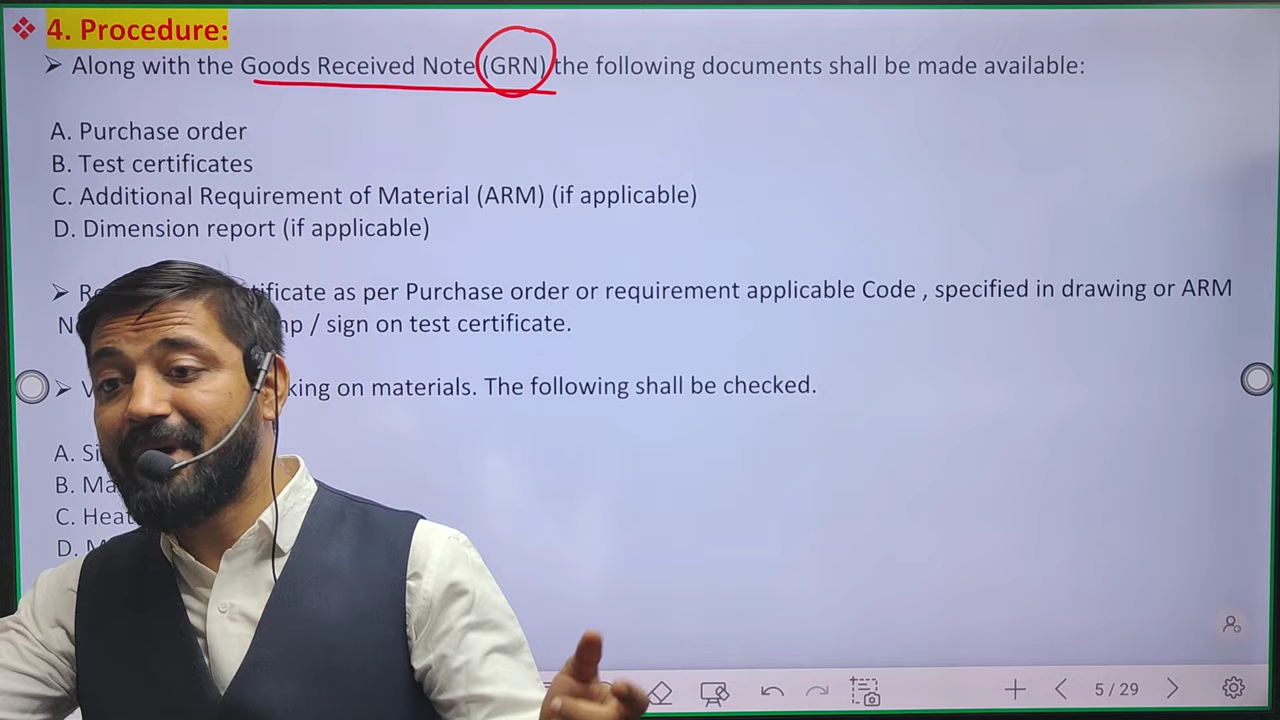 ❖ 4. Procedure:
➢ Along with the Goods Received Note (GRN) the following documents shall be made available:
A. Purchase order
B. Test certificates
C. Additional Requirement of Material (ARM) (if applicable)
D. Dimension report (if applicable)
➢ as per Purchase order or requirement applicable Code , specified in drawing or ARM
/ sign on test certificate.
➢ on materials. The following shall be checked.
A.
B.
C.
D.
5 / 29